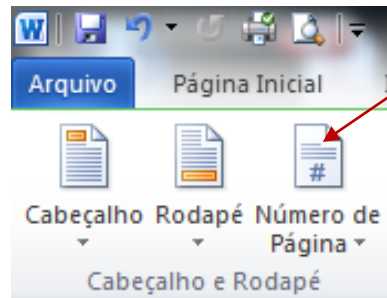 W
Arquivo Página Inicial
#
Cabeçalho Rodapé Número de
Página
Cabeçalho e Rodapé